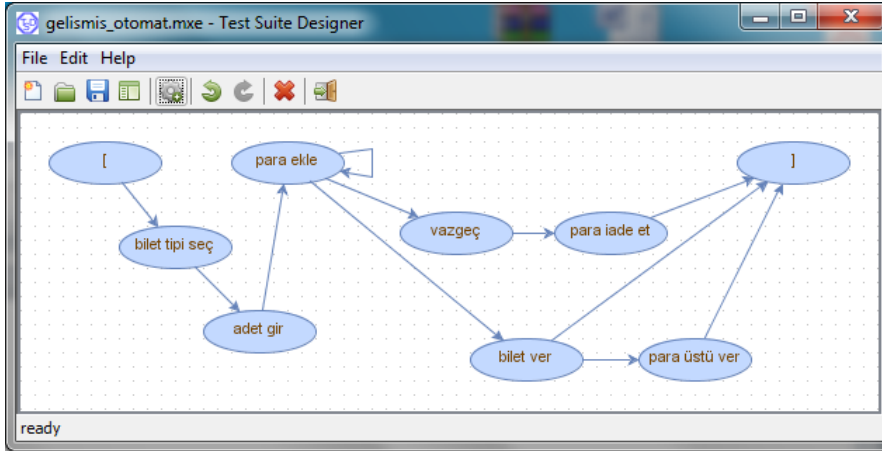 gelismis_otomat.mxe - Test Suite Designer
File Edit Help
[ para ekle ]
vazgeç para iade et
bilet tipi seç
adet gir
bilet ver para üstü ver
ready